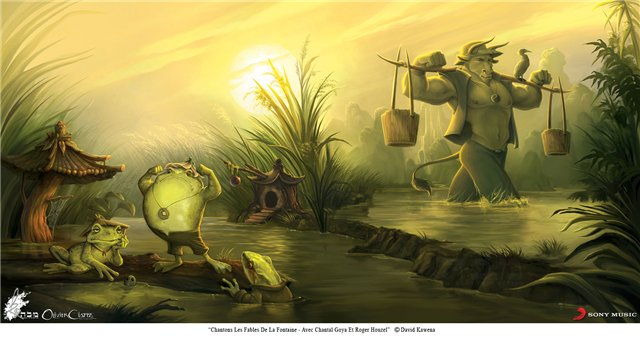 SONY MUSIC
"Chantons Les Fables De La Fontaine - Avec Chantal Goya Et Roger Houzel" © David Kawena